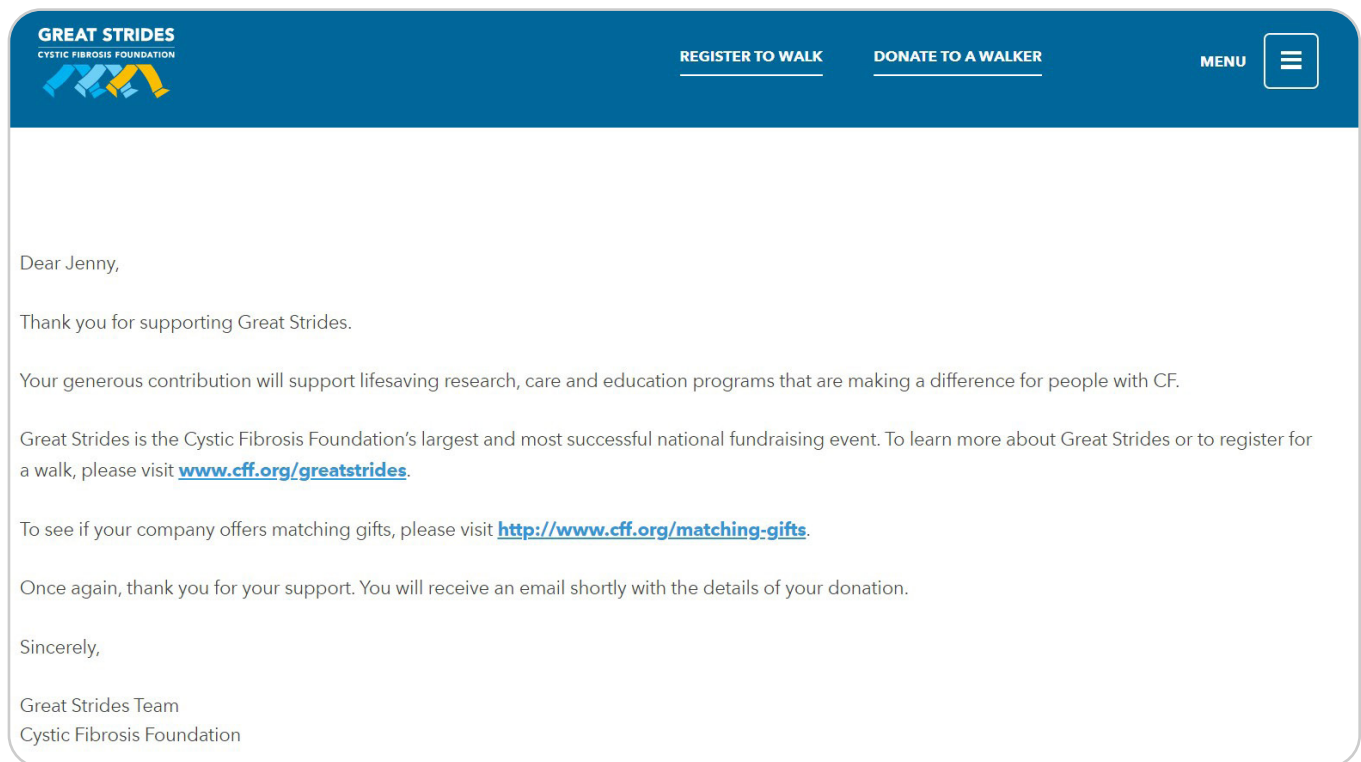 GREAT STRIDES
CYSTIC FIBROSIS FOUNDATION
REGISTER TO WALK
DONATE TO A WALKER
MENU
Dear Jenny,
Thank you for supporting Great Strides.
Your generous contribution will support lifesaving research, care and education programs that are making a difference for people with CF.
Great Strides is the Cystic Fibrosis Foundation’s largest and most successful national fundraising event. To learn more about Great Strides or to register for
a walk, please visit www.cff.org/greatstrides.
To see if your company offers matching gifts, please visit http://www.cff.org/matching-gifts.
Once again, thank you for your support. You will receive an email shortly with the details of your donation.
Sincerely,
Great Strides Team
Cystic Fibrosis Foundation